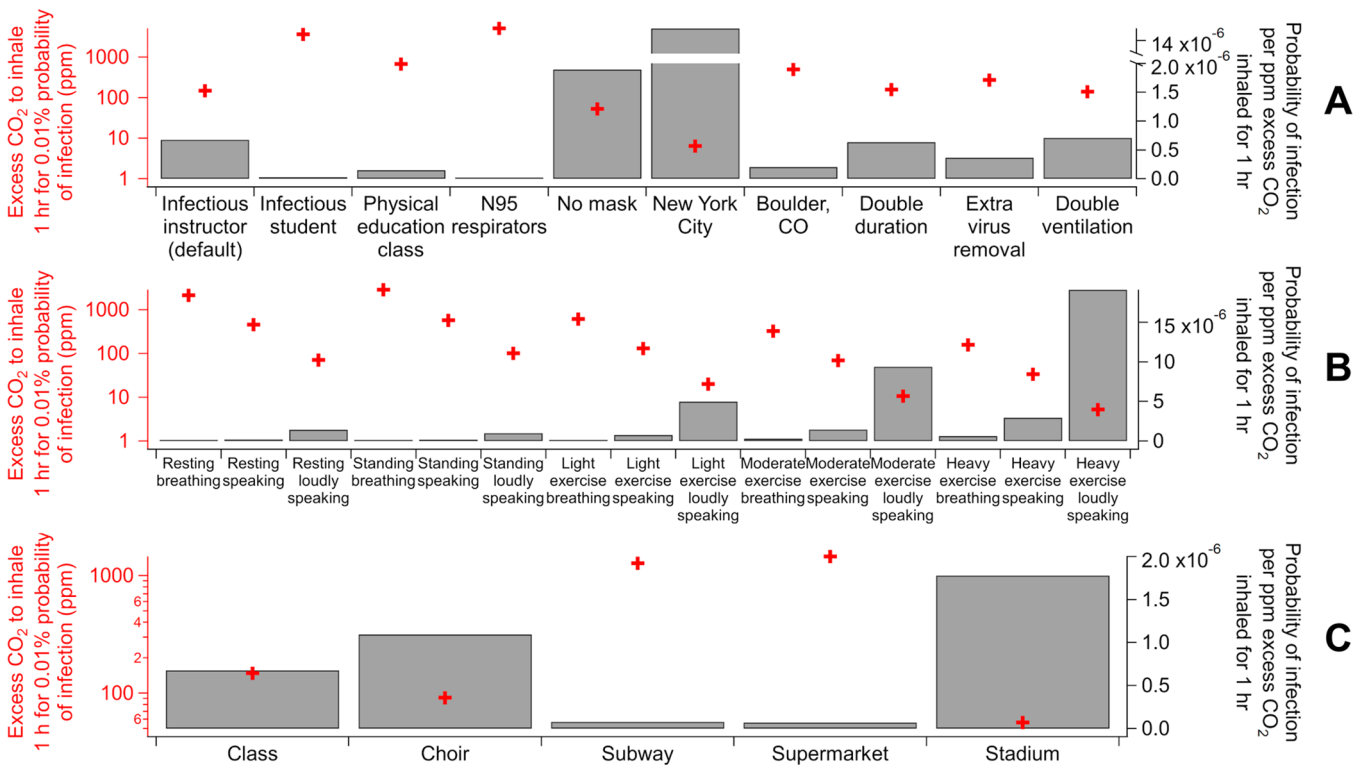 Excess CO2 to inhale
1 hr for 0.01% probability
of infection (ppm)
1000
100
10
1
14 x10-6
2.0 x10-6
1.5
1.0
0.5
0.0
Probability of infection
per ppm excess CO2
inhaled for 1 hr
A
Infectious instructor (default)
Infectious student
Physical education class
N95 respirators
No mask
New York City
Boulder, CO
Double duration
Extra virus removal
Double ventilation
Excess CO2 to inhale
1 hr for 0.01% probability
of infection (ppm)
1000
100
10
1
15 x10-6
10
5
0
Probability of infection
per ppm excess CO2
inhaled for 1 hr
B
Resting breathing
Resting speaking
Resting loudly speaking
Standing breathing
Standing speaking
Standing loudly speaking
Light exercise breathing
Light exercise speaking
Light exercise loudly speaking
Moderate exercise breathing
Moderate exercise speaking
Moderate exercise loudly speaking
Heavy exercise breathing
Heavy exercise speaking
Heavy exercise loudly speaking
Excess CO2 to inhale
1 h for 0.01% probability
of infection (ppm)
1000
6
4
2
100
6
2.0 x10-6
1.5
1.0
0.5
0.0
Probability of infection
per ppm excess CO2
inhaled for 1 hr
C
Class
Choir
Subway
Supermarket
Stadium